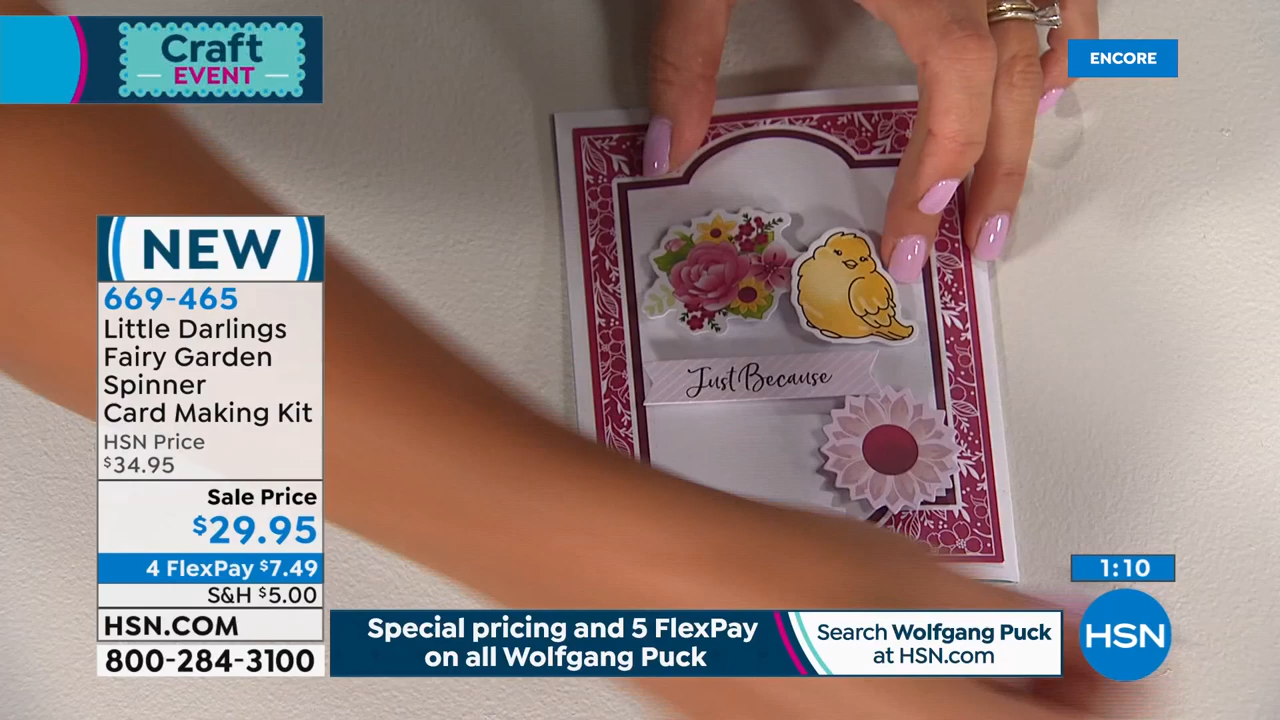 Craft
EVENT
ENCORE
NEW
669-465
Little Darlings
Fairy Garden
Spinner
Card Making Kit
HSN Price
$34.95
Sale Price
$29.95
4 FlexPay $7.49
S&H $5.00
HSN.COM
800-284-3100
Just Because
1:10
HSN
Special pricing and 5 FlexPay
on all Wolfgang Puck
Search Wolfgang Puck
at HSN.com